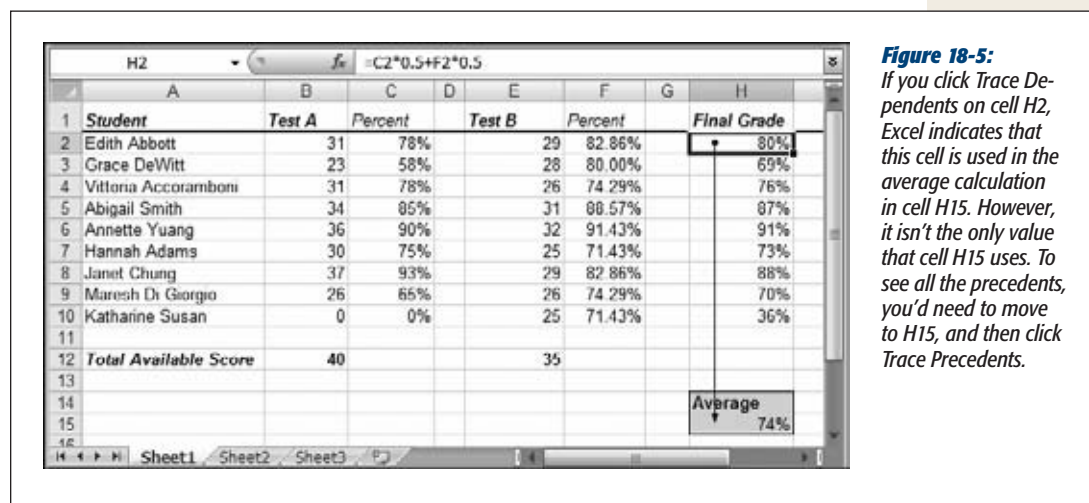 H2 fx =C2*0.5+F2*0.5
A B C D E F G H
1 Student Test A Percent Test B Percent Final Grade
2 Edith Abbott 31 78% 29 82.86% 80%
3 Grace DeWitt 23 58% 28 80.00% 69%
4 Vittoria Accoramboni 31 78% 26 74.29% 76%
5 Abigail Smith 34 85% 31 88.57% 87%
6 Annette Yuang 36 90% 32 91.43% 91%
7 Hannah Adams 30 75% 25 71.43% 73%
8 Janet Chung 37 93% 29 82.86% 88%
9 Maresh Di Giorgio 26 65% 26 74.29% 70%
10 Katharine Susan 0 0% 25 71.43% 36%
11
12 Total Available Score 40 35
13
14 Average
15 74%
16
Sheet1 Sheet2 Sheet3
Figure 18-5:
If you click Trace De-
pendents on cell H2,
Excel indicates that
this cell is used in the
average calculation
in cell H15. However,
it isn't the only value
that cell H15 uses. To
see all the precedents,
you'd need to move
to H15, and then click
Trace Precedents.